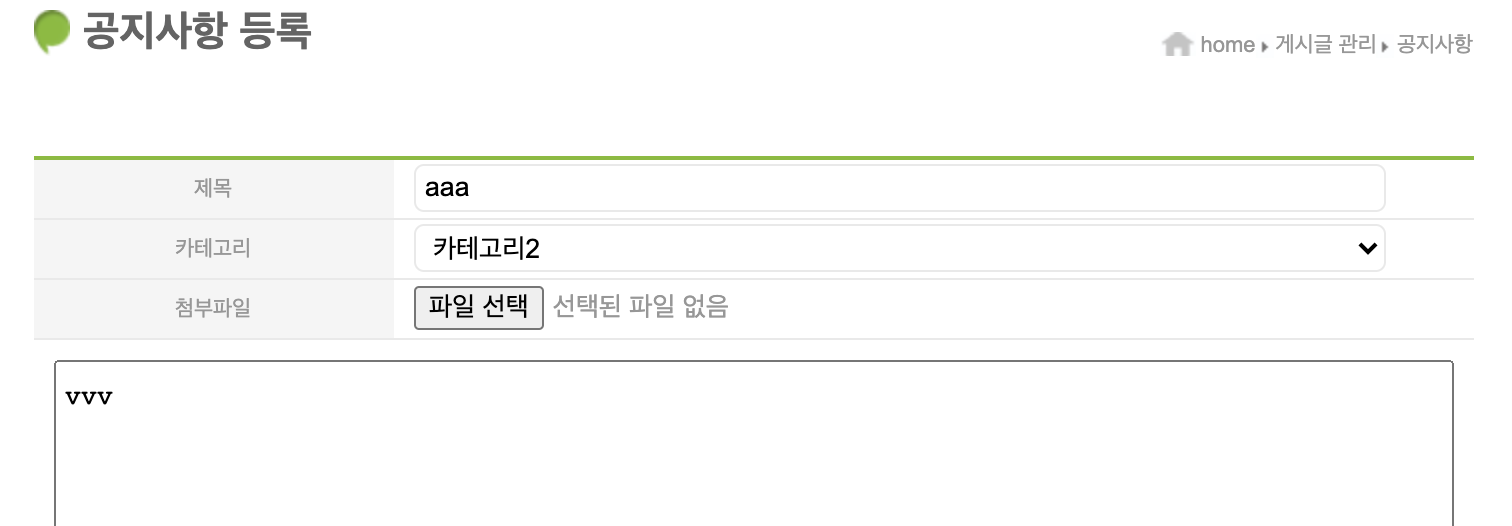 공지사항 등록
home 게시글 관리 공지사항
제목 aaa
카테고리 카테고리2
첨부파일 파일 선택 선택된 파일 없음
vvv